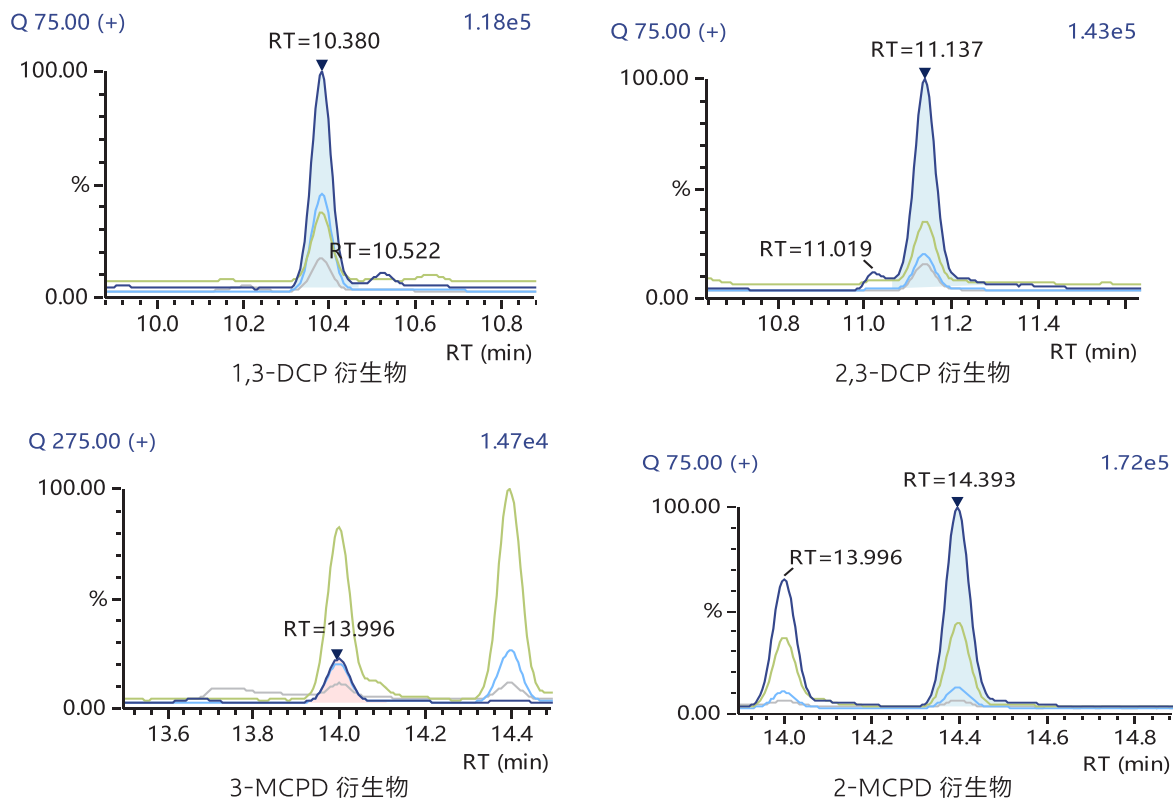 Q 75.00 (+) 1.18e5
RT=10.380
100.00
%
RT=10.522
0.00
10.0 10.2 10.4 10.6 10.8
RT (min)
1,3-DCP 衍生物
Q 75.00 (+) 1.43e5
RT=11.137
100.00
%
RT=11.019
0.00
10.8 11.0 11.2 11.4
RT (min)
2,3-DCP 衍生物
Q 275.00 (+) 1.47e4
100.00
%
RT=13.996
0.00
13.6 13.8 14.0 14.2 14.4
RT (min)
3-MCPD 衍生物
Q 75.00 (+) 1.72e5
RT=14.393
100.00
RT=13.996
%
0.00
14.0 14.2 14.4 14.6 14.8
RT (min)
2-MCPD 衍生物